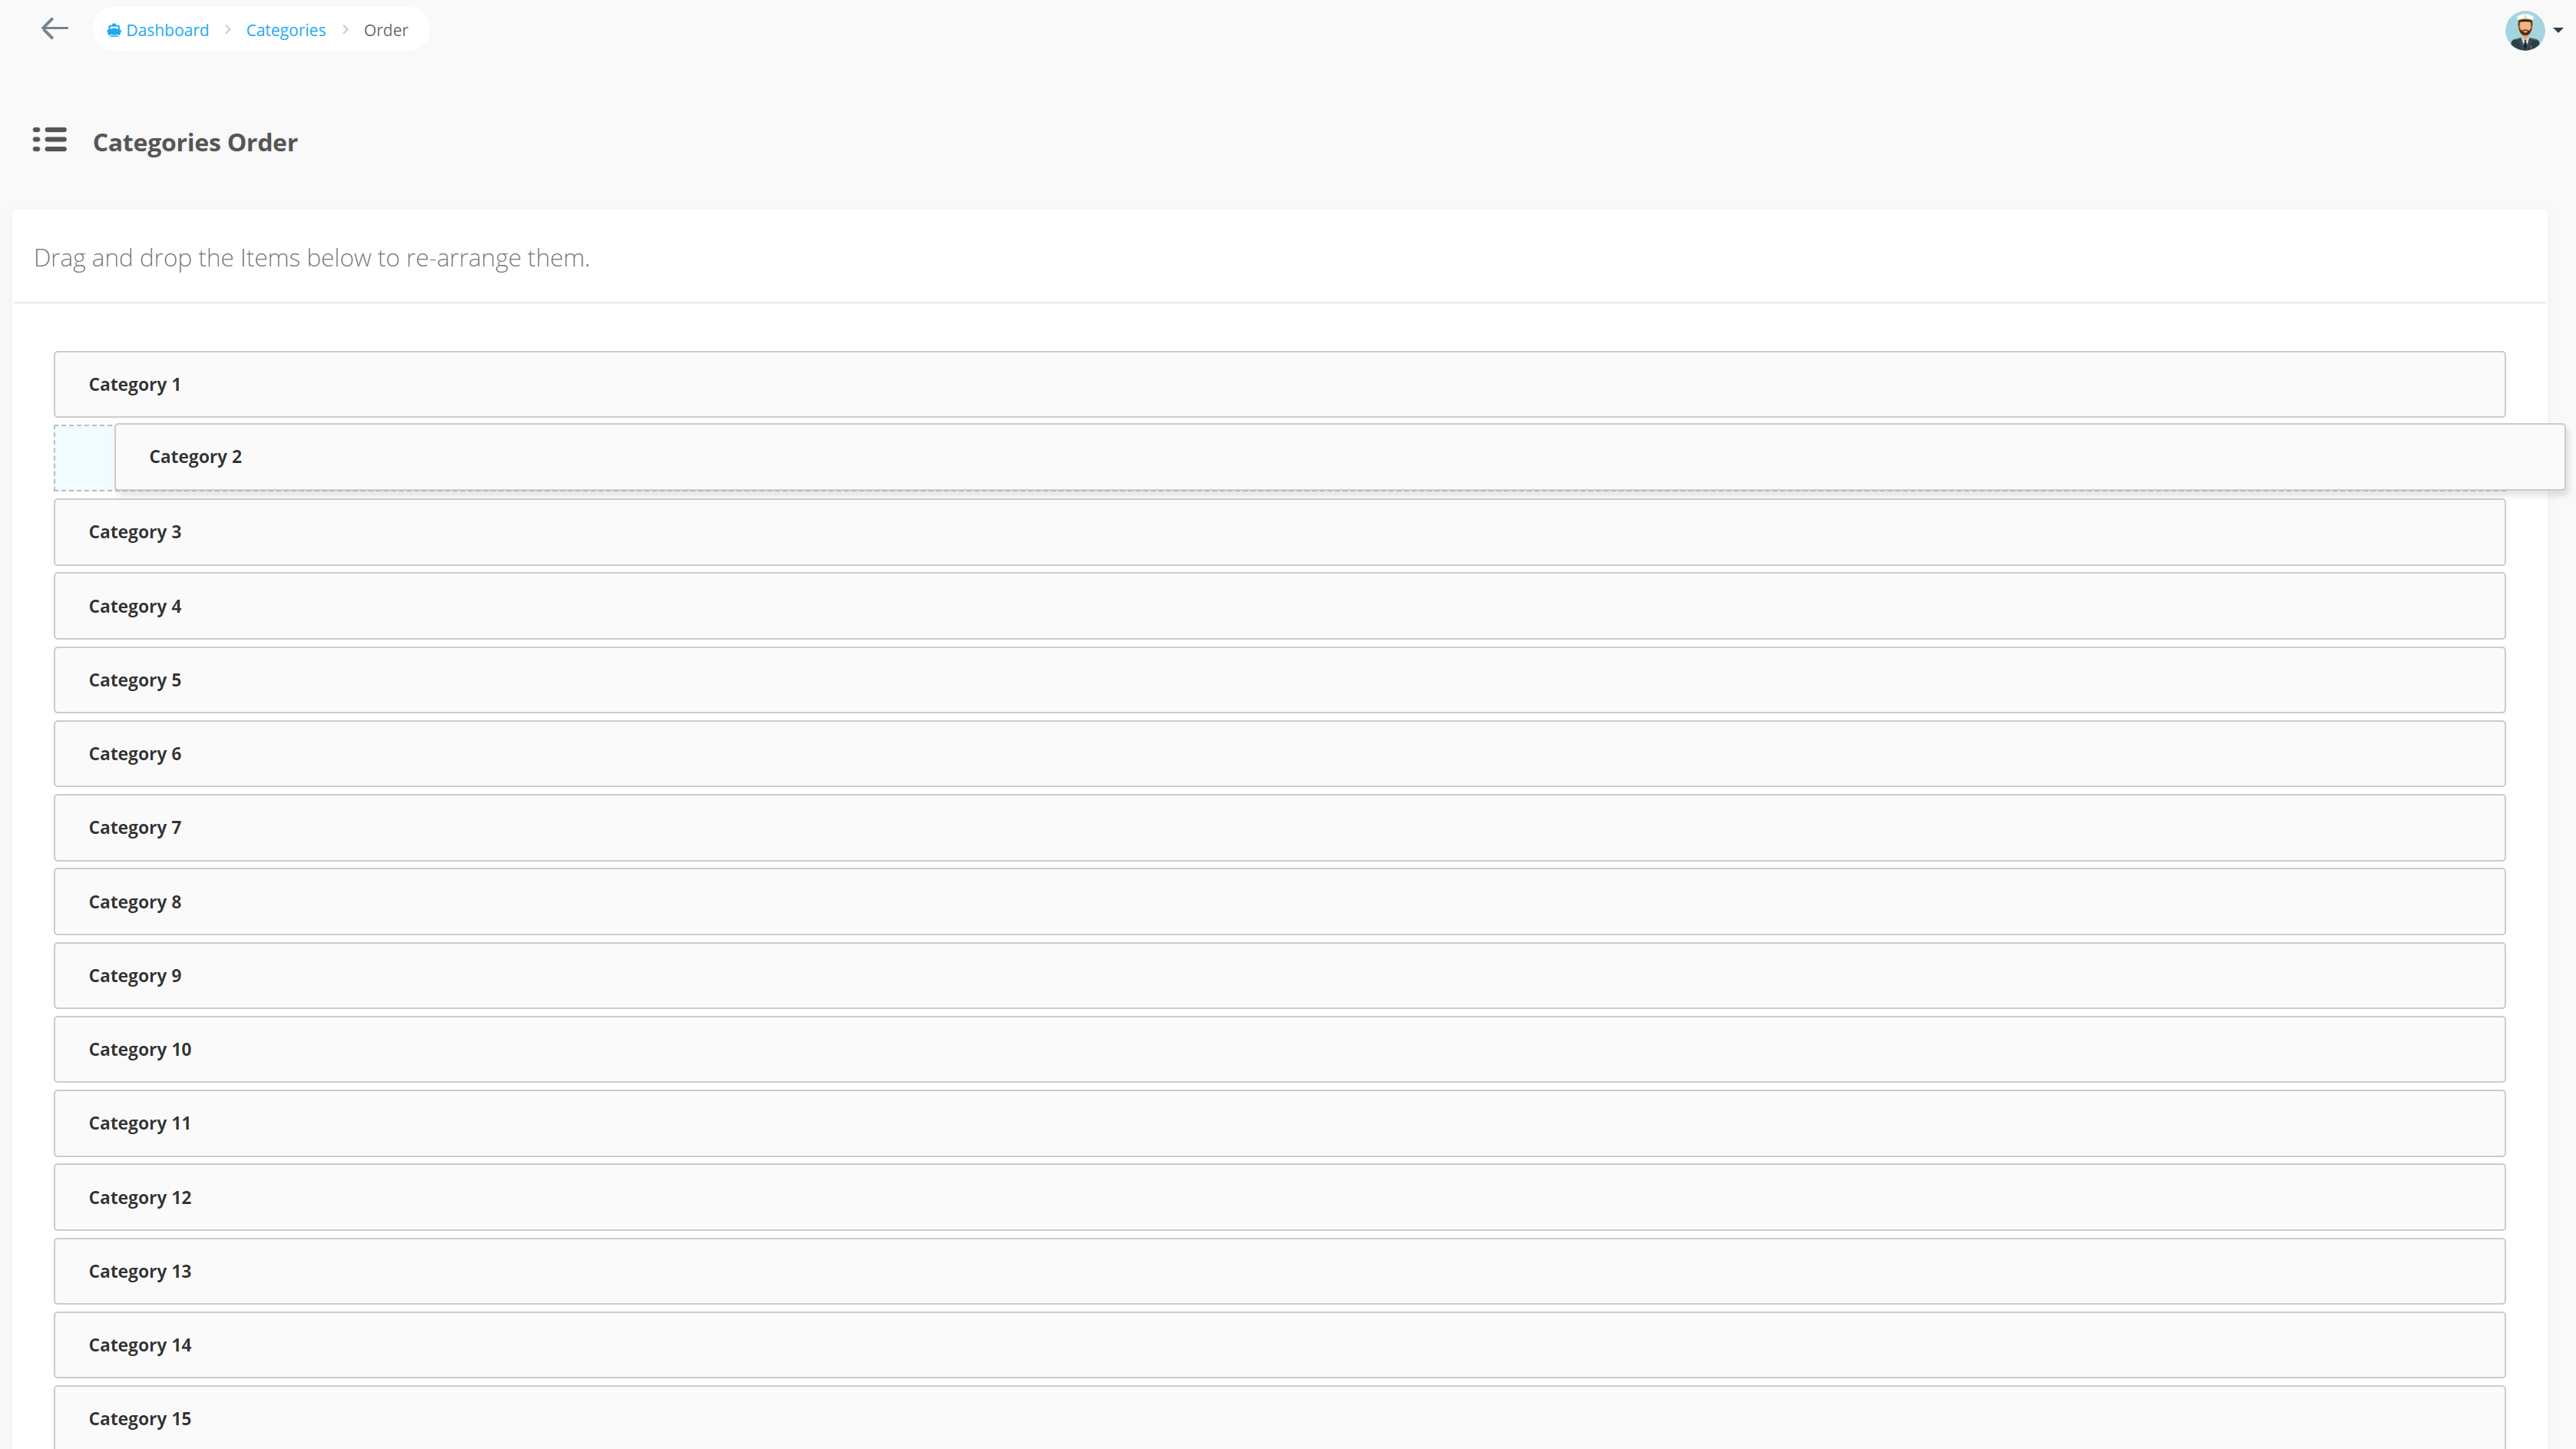 Dashboard > Categories > Order
Categories Order
Drag and drop the Items below to re-arrange them.
Category 1
Category 2
Category 3
Category 4
Category 5
Category 6
Category 7
Category 8
Category 9
Category 10
Category 11
Category 12
Category 13
Category 14
Category 15